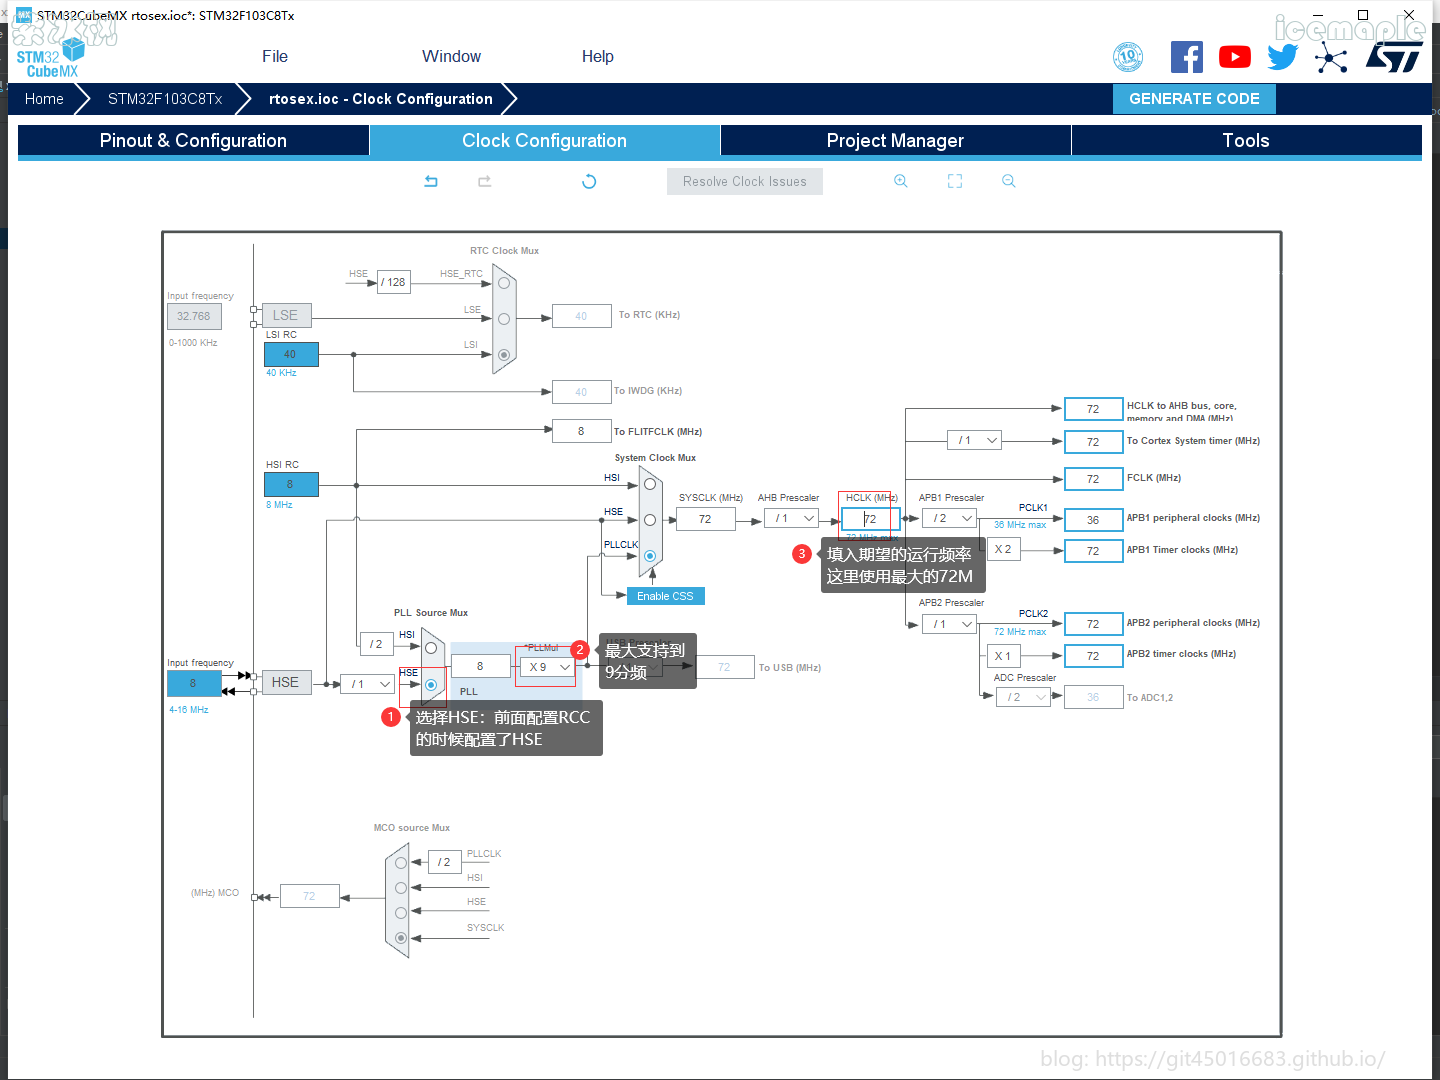 STM32CubeMX rtosex.ioc*: STM32F103C8Tx
icemaple
STM32
CubeMX
File
Window
Help
10
ST
Home
STM32F103C8Tx
rtosex.ioc - Clock Configuration
GENERATE CODE
Pinout & Configuration
Clock Configuration
Project Manager
Tools
Resolve Clock Issues
RTC Clock Mux
HSE
/ 128
HSE_RTC
Input frequency
32.768
0-1000 KHz
LSE
LSE
40
To RTC (KHz)
LSI RC
40
40 KHz
LSI
40
To IWDG (KHz)
8
To FLITFCLK (MHz)
System Clock Mux
HSI RC
8
8 MHz
HSI
HSE
PLLCLK
Enable CSS
SYSCLK (MHz)
72
AHB Prescaler
/ 1
HCLK (MHz)
72
72 MHz max
3
填入期望的运行频率
这里使用最大的72M
APB1 Prescaler
/ 2
PCLK1
36 MHz max
X 2
72
HCLK to AHB bus, core,
memory and DMA (MHz)
/ 1
72
To Cortex System timer (MHz)
72
FCLK (MHz)
36
APB1 peripheral clocks (MHz)
72
APB1 Timer clocks (MHz)
APB2 Prescaler
/ 1
PCLK2
72 MHz max
72
APB2 peripheral clocks (MHz)
X 1
72
APB2 timer clocks (MHz)
ADC Prescaler
/ 2
36
To ADC1,2
PLL Source Mux
/ 2
HSI
HSE
Input frequency
8
4-16 MHz
HSE
/ 1
8
PLL
*PLLMul
X 9
2
最大支持到
9分频
USB Prescaler
72
To USB (MHz)
1
选择HSE：前面配置RCC
的时候配置了HSE
MCO source Mux
(MHz) MCO
72
/ 2
PLLCLK
HSI
HSE
SYSCLK
blog: https://git45016683.github.io/